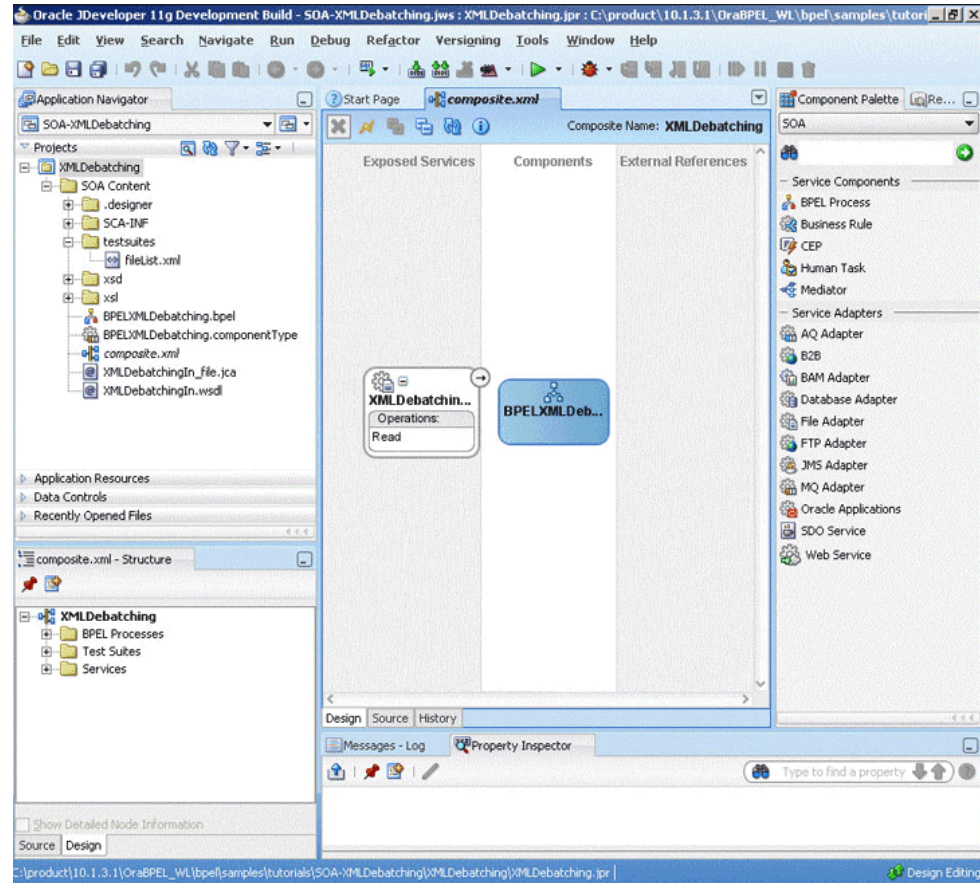 Oracle JDeveloper 11g Development Build - SOA-XMLDebatching.jws : XMLDebatching.jpr : C:\product\10.1.3.1\OraBPEL_WL\bpel\samples\tutori
File Edit View Search Navigate Run Debug Refactor Versioning Tools Window Help
Application Navigator
SOA-XMLDebatching
Projects
XMLDebatching
SOA Content
.designer
SCA-INF
testsuites
fileList.xml
xsd
xsl
BPELXMLDebatching.bpel
BPELXMLDebatching.componentType
composite.xml
XMLDebatchingIn_file.jca
XMLDebatchingIn.wsdl
Application Resources
Data Controls
Recently Opened Files
composite.xml - Structure
XMLDebatching
BPEL Processes
Test Suites
Services
Show Detailed Node Information
Source Design
Start Page composite.xml
Composite Name: XMLDebatching
Exposed Services Components External References
XMLDebatchin...
Operations:
Read
BPELXMLDeb...
Design Source History
Messages - Log Property Inspector
Type to find a property
Component Palette Re...
SOA
Service Components
BPEL Process
Business Rule
CEP
Human Task
Mediator
Service Adapters
AQ Adapter
B2B
BAM Adapter
Database Adapter
File Adapter
FTP Adapter
JMS Adapter
MQ Adapter
Oracle Applications
SDO Service
Web Service
C:\product\10.1.3.1\OraBPEL_WL\bpel\samples\tutorials\SOA-XMLDebatching\XMLDebatching\XMLDebatching.jpr
Design Editing